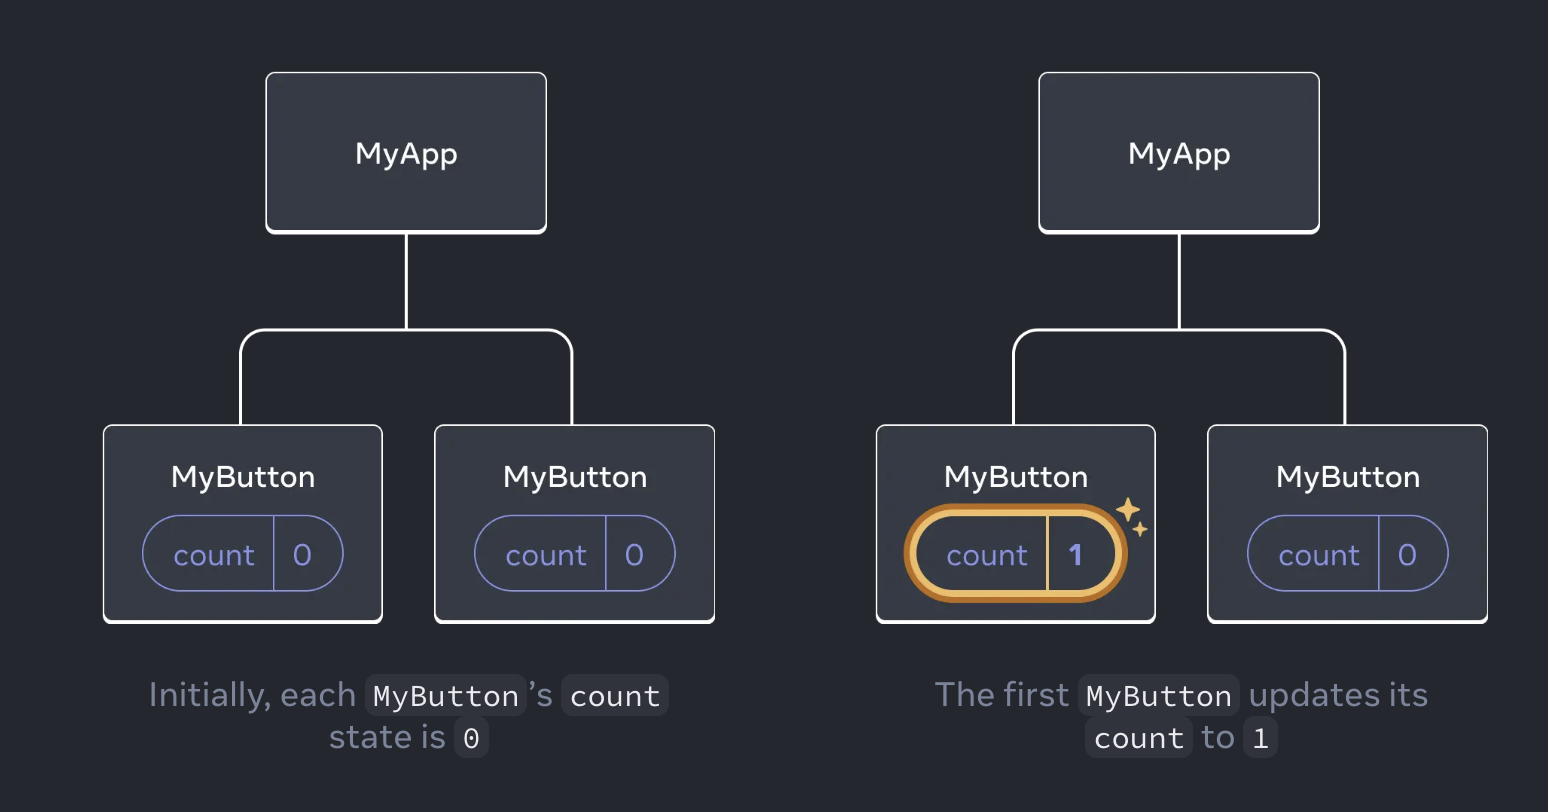 MyApp
MyButton
count 0
MyButton
count 0
Initially, each MyButton’s count
state is 0
MyApp
MyButton
count 1
MyButton
count 0
The first MyButton updates its
count to 1